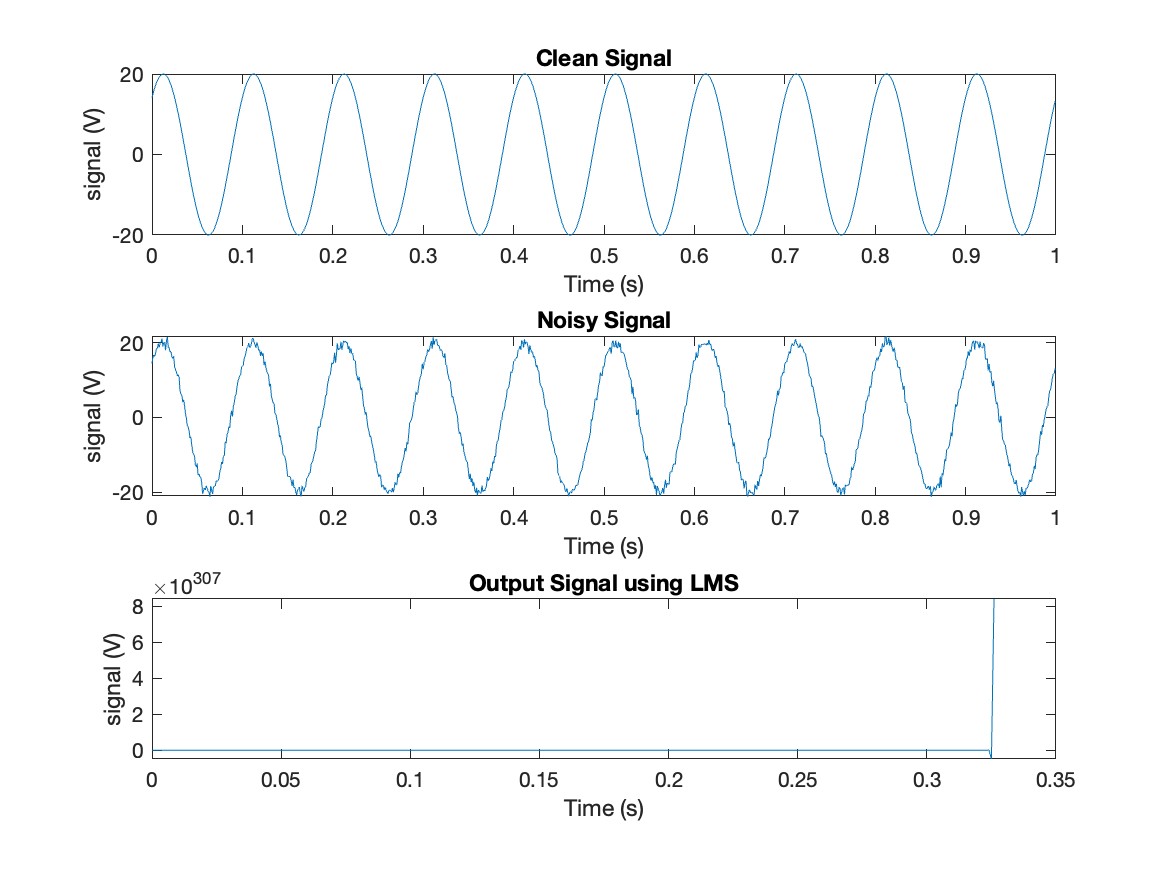 Clean Signal
20
0
-20
signal (V)
0 0.1 0.2 0.3 0.4 0.5 0.6 0.7 0.8 0.9 1
Time (s)
Noisy Signal
20
0
-20
signal (V)
0 0.1 0.2 0.3 0.4 0.5 0.6 0.7 0.8 0.9 1
Time (s)
×10³⁰⁷
Output Signal using LMS
8
6
4
2
0
signal (V)
0 0.05 0.1 0.15 0.2 0.25 0.3 0.35
Time (s)